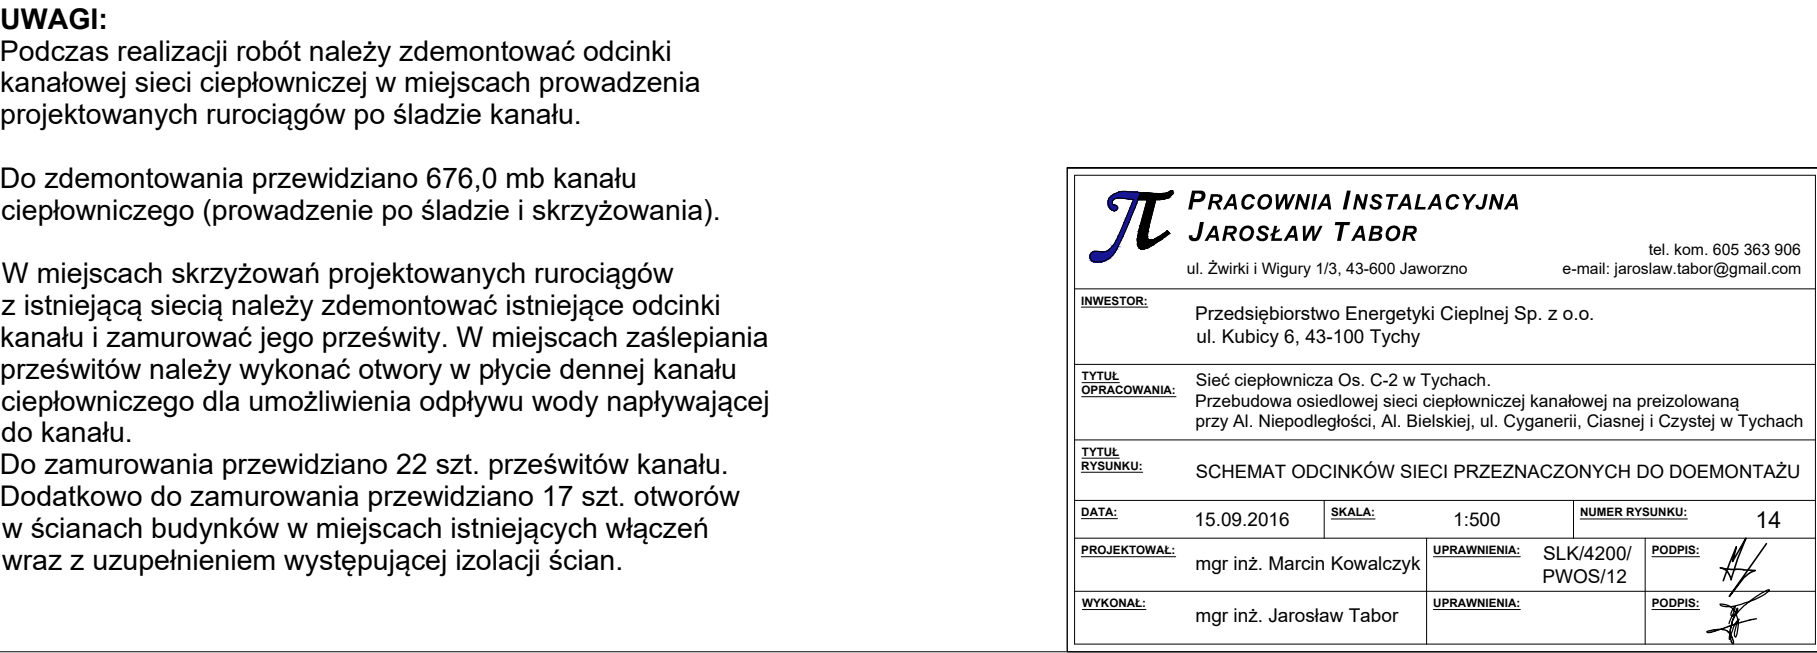 UWAGI:
Podczas realizacji robót należy zdemontować odcinki
kanałowej sieci ciepłowniczej w miejscach prowadzenia
projektowanych rurociągów po śladzie kanału.
Do zdemontowania przewidziano 676,0 mb kanału
ciepłowniczego (prowadzenie po śladzie i skrzyżowania).
W miejscach skrzyżowań projektowanych rurociągów
z istniejącą siecią należy zdemontować istniejące odcinki
kanału i zamurować jego prześwity. W miejscach zaślepiania
prześwitów należy wykonać otwory w płycie dennej kanału
ciepłowniczego dla umożliwienia odpływu wody napływającej
do kanału.
Do zamurowania przewidziano 22 szt. prześwitów kanału.
Dodatkowo do zamurowania przewidziano 17 szt. otworów
w ścianach budynków w miejscach istniejących włączeń
wraz z uzupełnieniem występującej izolacji ścian.
PRACOWNIA INSTALACYJNA
JAROSŁAW TABOR
tel. kom. 605 363 906
ul. Żwirki i Wigury 1/3, 43-600 Jaworzno e-mail: jaroslaw.tabor@gmail.com
INWESTOR:
Przedsiębiorstwo Energetyki Cieplnej Sp. z o.o.
ul. Kubicy 6, 43-100 Tychy
TYTUŁ
OPRACOWANIA:
Sieć ciepłownicza Os. C-2 w Tychach.
Przebudowa osiedlowej sieci ciepłowniczej kanałowej na preizolowaną
przy Al. Niepodległości, Al. Bielskiej, ul. Cyganerii, Ciasnej i Czystej w Tychach
TYTUŁ
RYSUNKU:
SCHEMAT ODCINKÓW SIECI PRZEZNACZONYCH DO DOEMONTAŻU
DATA: 15.09.2016 SKALA: 1:500 NUMER RYSUNKU: 14
PROJEKTOWAŁ: mgr inż. Marcin Kowalczyk UPRAWNIENIA: SLK/4200/
PWOS/12
PODPIS:
WYKONAŁ: mgr inż. Jarosław Tabor UPRAWNIENIA: PODPIS: